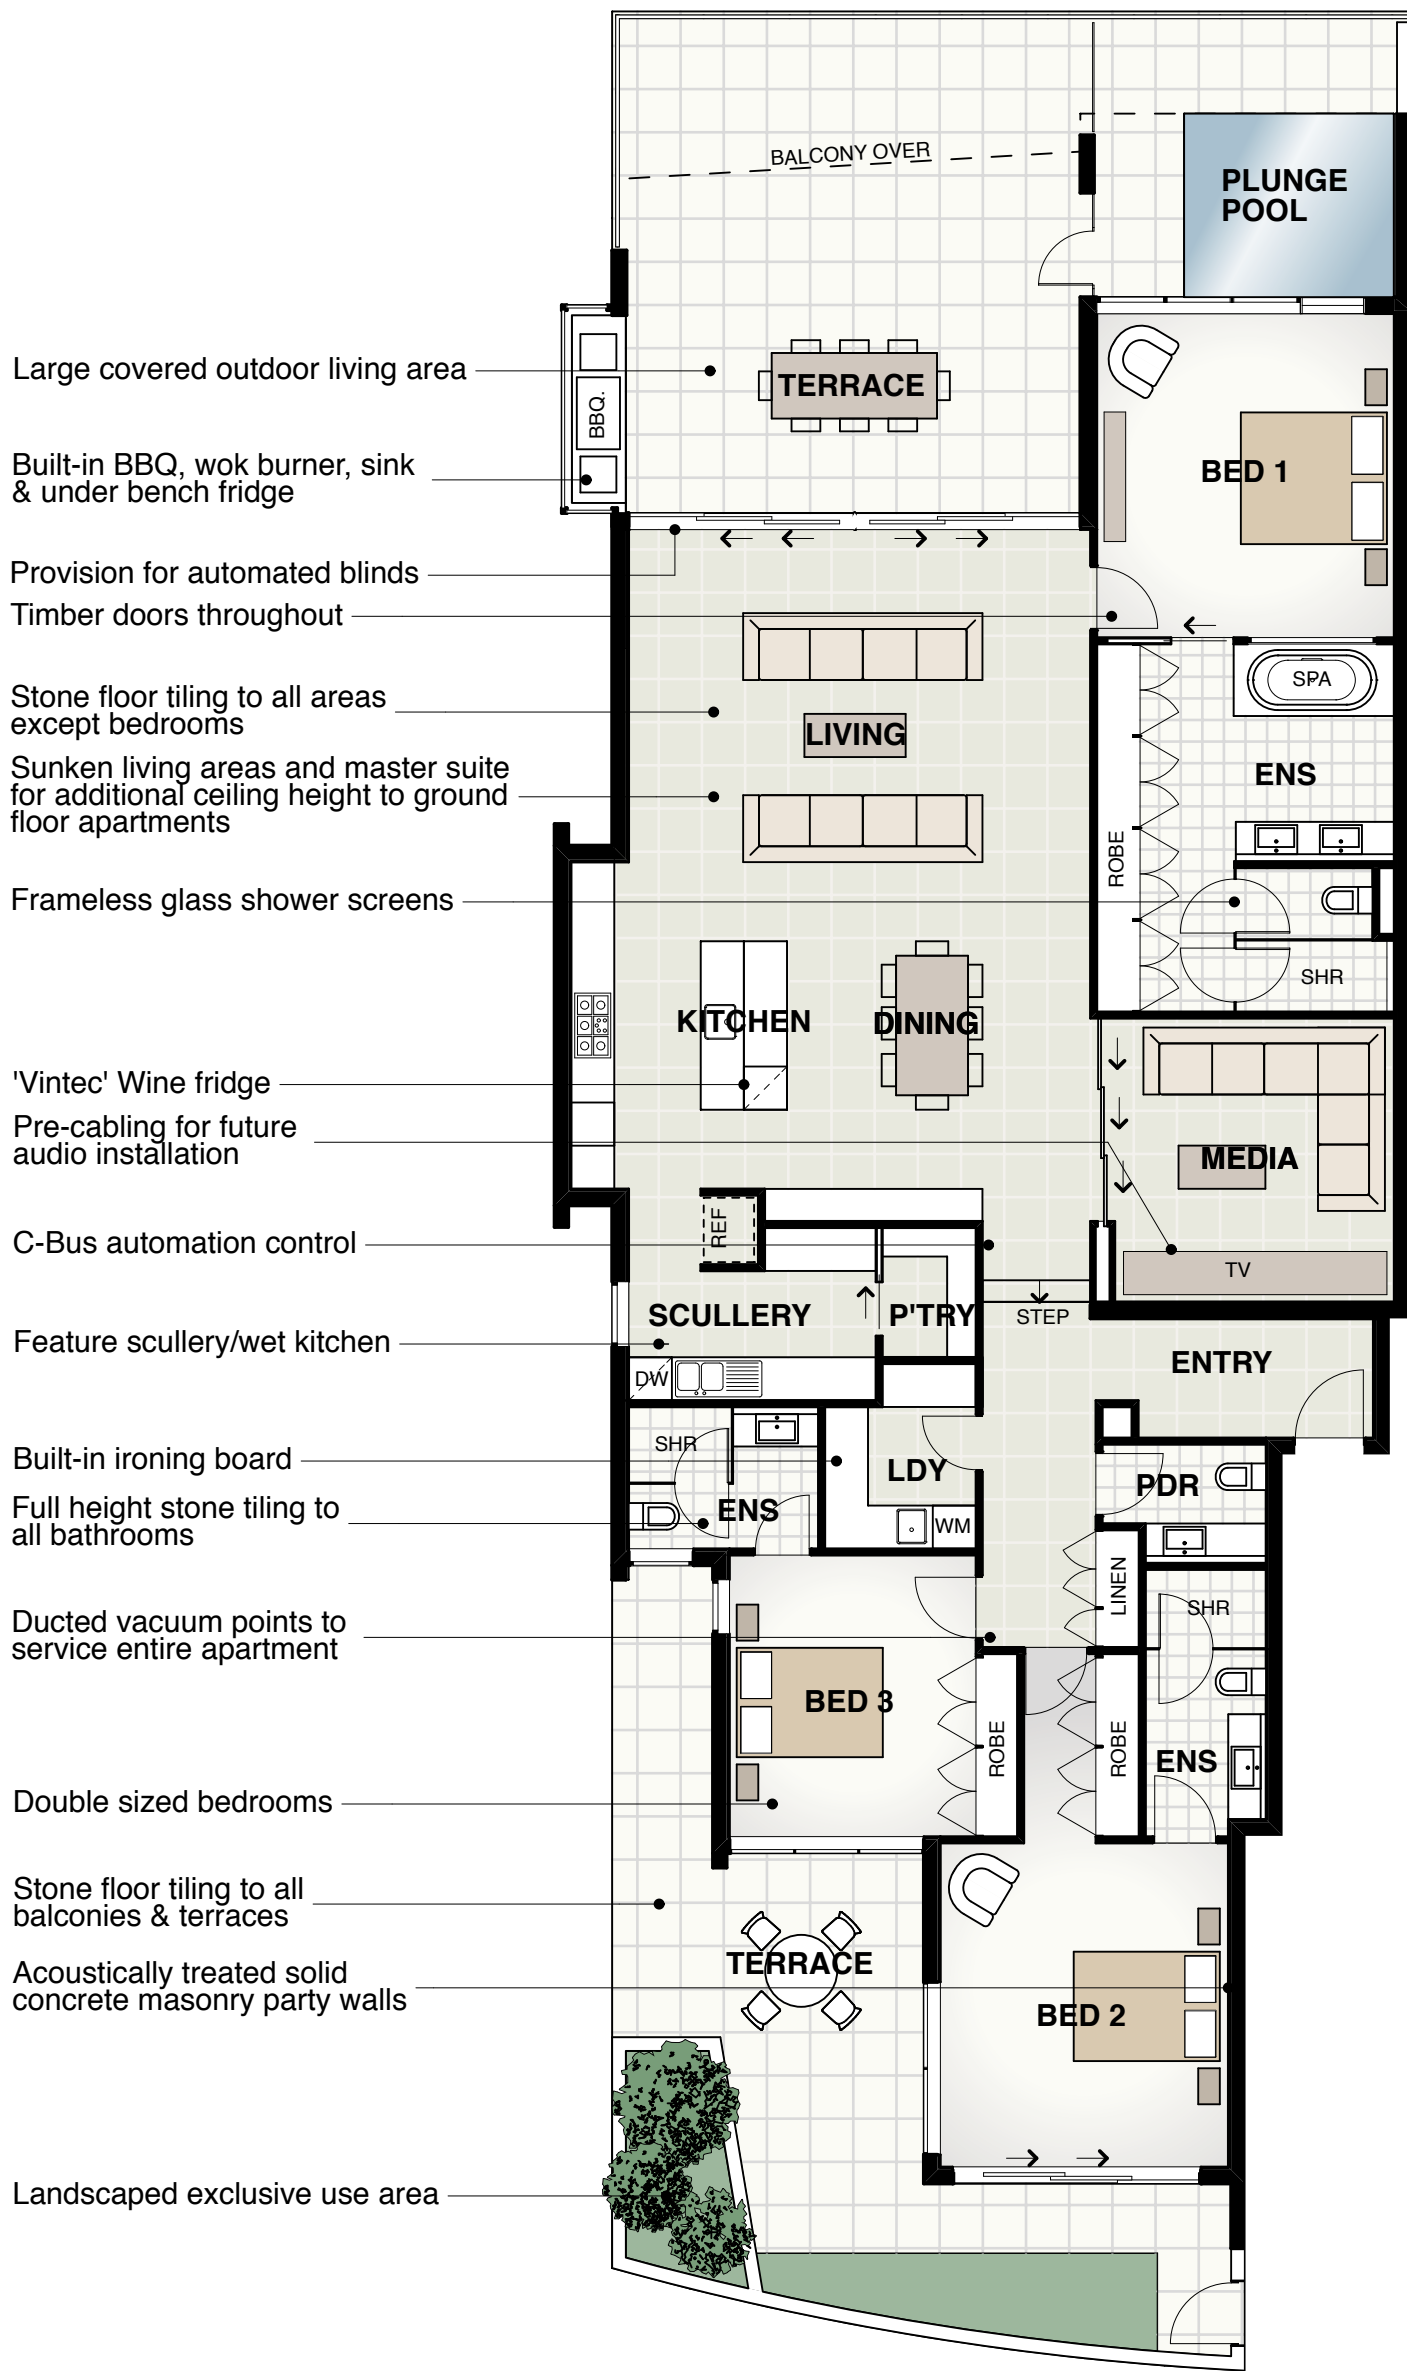 BALCONY OVER
PLUNGE
POOL
Large covered outdoor living area
TERRACE
BBQ.
Built-in BBQ, wok burner, sink
& under bench fridge
BED 1
Provision for automated blinds
Timber doors throughout
SPA
Stone floor tiling to all areas
except bedrooms
LIVING
Sunken living areas and master suite
for additional ceiling height to ground
floor apartments
ENS
ROBE
Frameless glass shower screens
SHR
KITCHEN
DINING
'Vintec' Wine fridge
Pre-cabling for future
audio installation
MEDIA
REF
C-Bus automation control
TV
SCULLERY
P'TRY
STEP
Feature scullery/wet kitchen
ENTRY
DW
SHR
Built-in ironing board
LDY
PDR
Full height stone tiling to
all bathrooms
ENS
WM
LINEN
SHR
Ducted vacuum points to
service entire apartment
BED 3
ROBE
ROBE
ENS
Double sized bedrooms
Stone floor tiling to all
balconies & terraces
TERRACE
Acoustically treated solid
concrete masonry party walls
BED 2
Landscaped exclusive use area